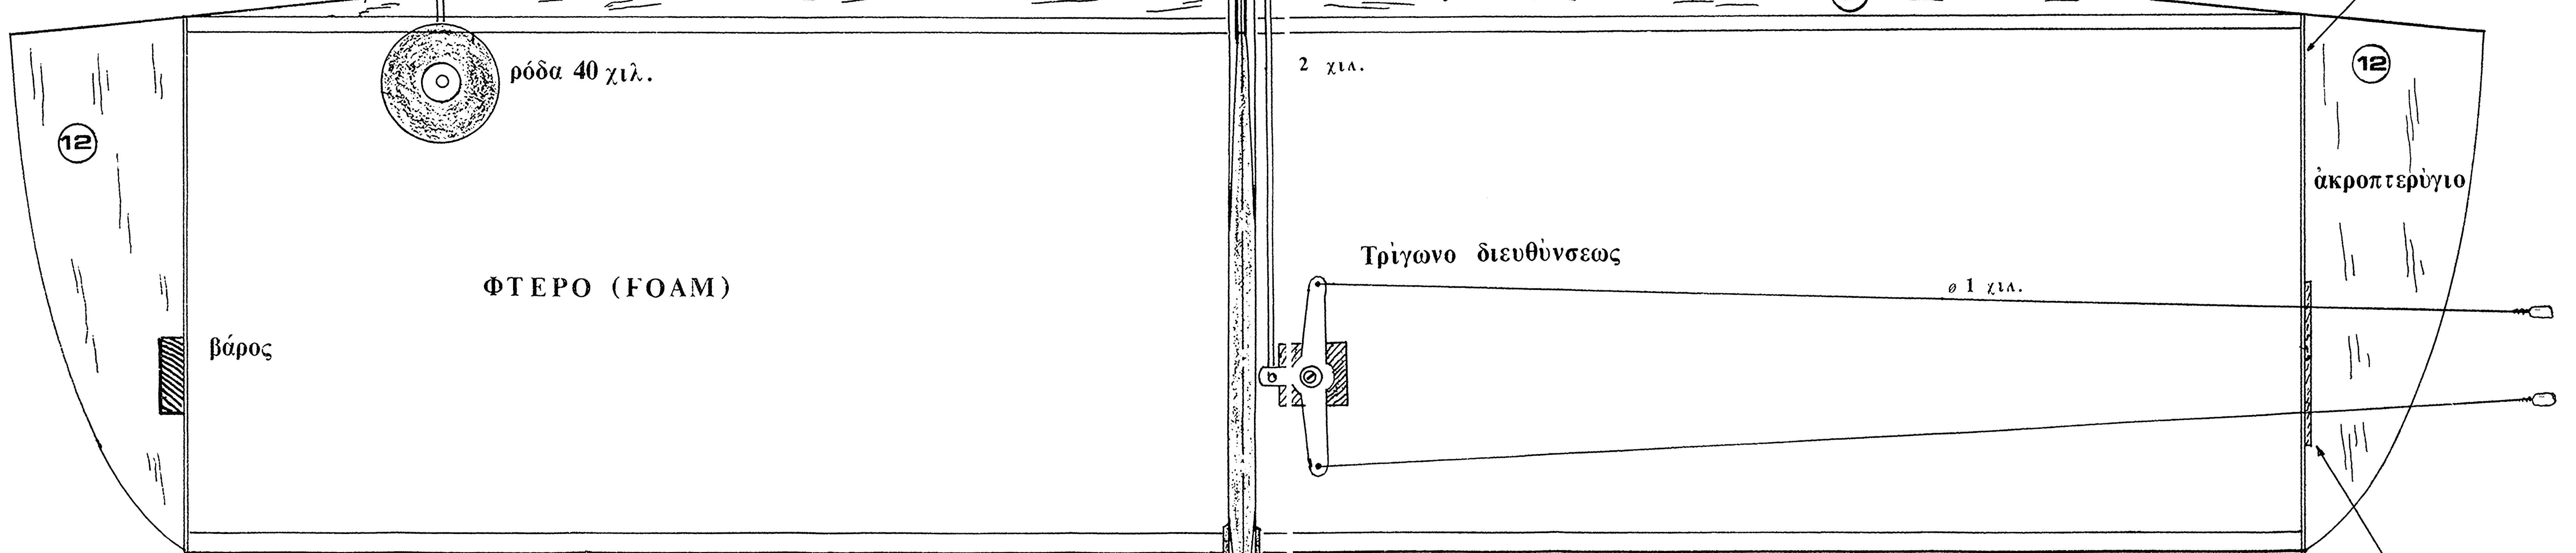 ρόδα 40 χιλ.
2 χιλ.
12
12
ἀκροπτερύγιο
Τρίγωνο διευθύνσεως
ΦΤΕΡΟ (FOAM)
ø 1 χιλ.
βάρος